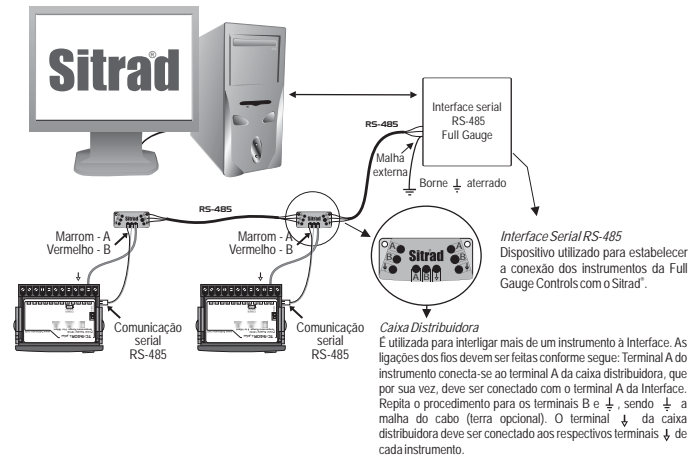 Sitrad®
Interface serial
RS-485
Full Gauge
RS-485
Malha
externa
Borne ⏚ aterrado
RS-485
Sitrad
Sitrad
Marrom - A
Vermelho - B
Marrom - A
Vermelho - B
A
B
Sitrad
A
B
A B
Interface Serial RS-485
Dispositivo utilizado para estabelecer
a conexão dos instrumentos da Full
Gauge Controls com o Sitrad®.
Comunicação
serial
RS-485
Comunicação
serial
RS-485
Caixa Distribuidora
É utilizada para interligar mais de um instrumento à Interface. As
ligações dos fios devem ser feitas conforme segue: Terminal A do
instrumento conecta-se ao terminal A da caixa distribuidora, que
por sua vez, deve ser conectado com o terminal A da Interface.
Repita o procedimento para os terminais B e ⏚, sendo ⏚ a
malha do cabo (terra opcional). O terminal ↓ da caixa
distribuidora deve ser conectado aos respectivos terminais ↓ de
cada instrumento.